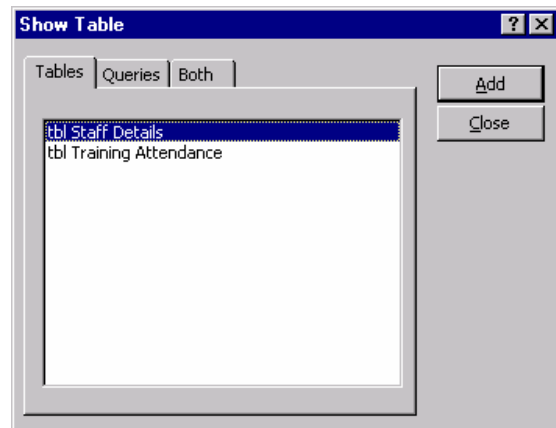 Show Table
Tables Queries Both
Add
Close
tbl Staff Details
tbl Training Attendance